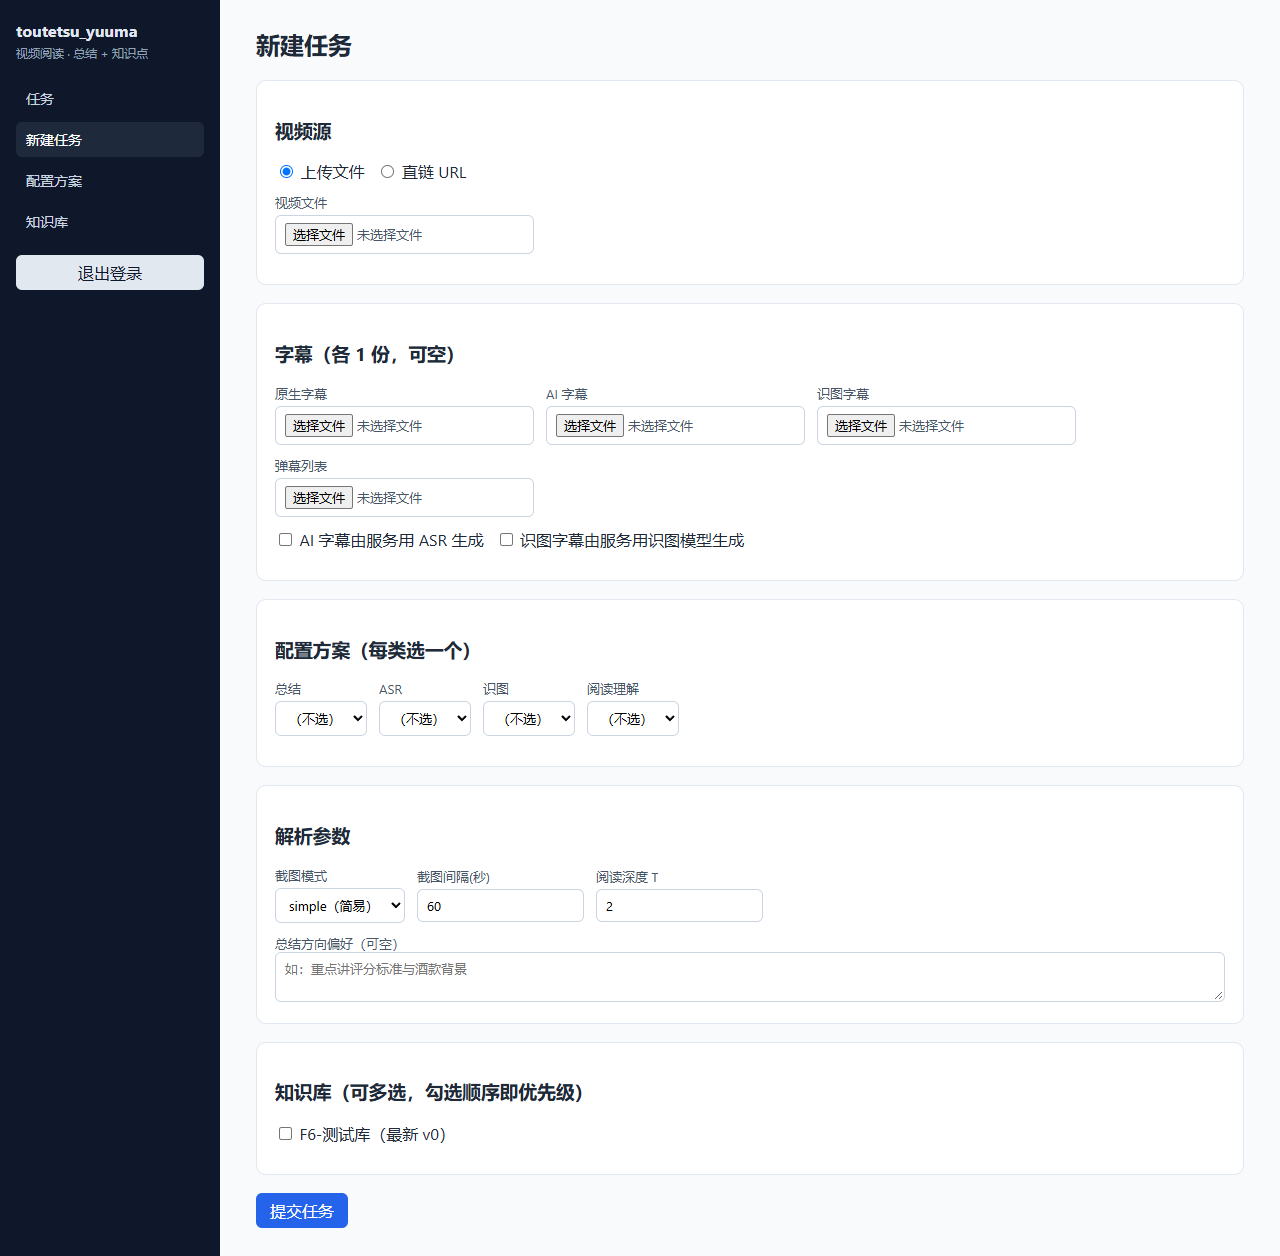 toutetsu_yuuma
视频阅读 · 总结 + 知识点
任务
新建任务
配置方案
知识库
退出登录
新建任务
视频源
上传文件 直链 URL
视频文件
选择文件 未选择文件
字幕（各 1 份，可空）
原生字幕 AI 字幕 识图字幕
选择文件 未选择文件 选择文件 未选择文件 选择文件 未选择文件
弹幕列表
选择文件 未选择文件
AI 字幕由服务用 ASR 生成 识图字幕由服务用识图模型生成
配置方案（每类选一个）
总结 ASR 识图 阅读理解
（不选） （不选） （不选） （不选）
解析参数
截图模式 截图间隔(秒) 阅读深度 T
simple（简易） 60 2
总结方向偏好（可空）
如：重点讲评分标准与酒款背景
知识库（可多选，勾选顺序即优先级）
F6-测试库（最新 v0）
提交任务